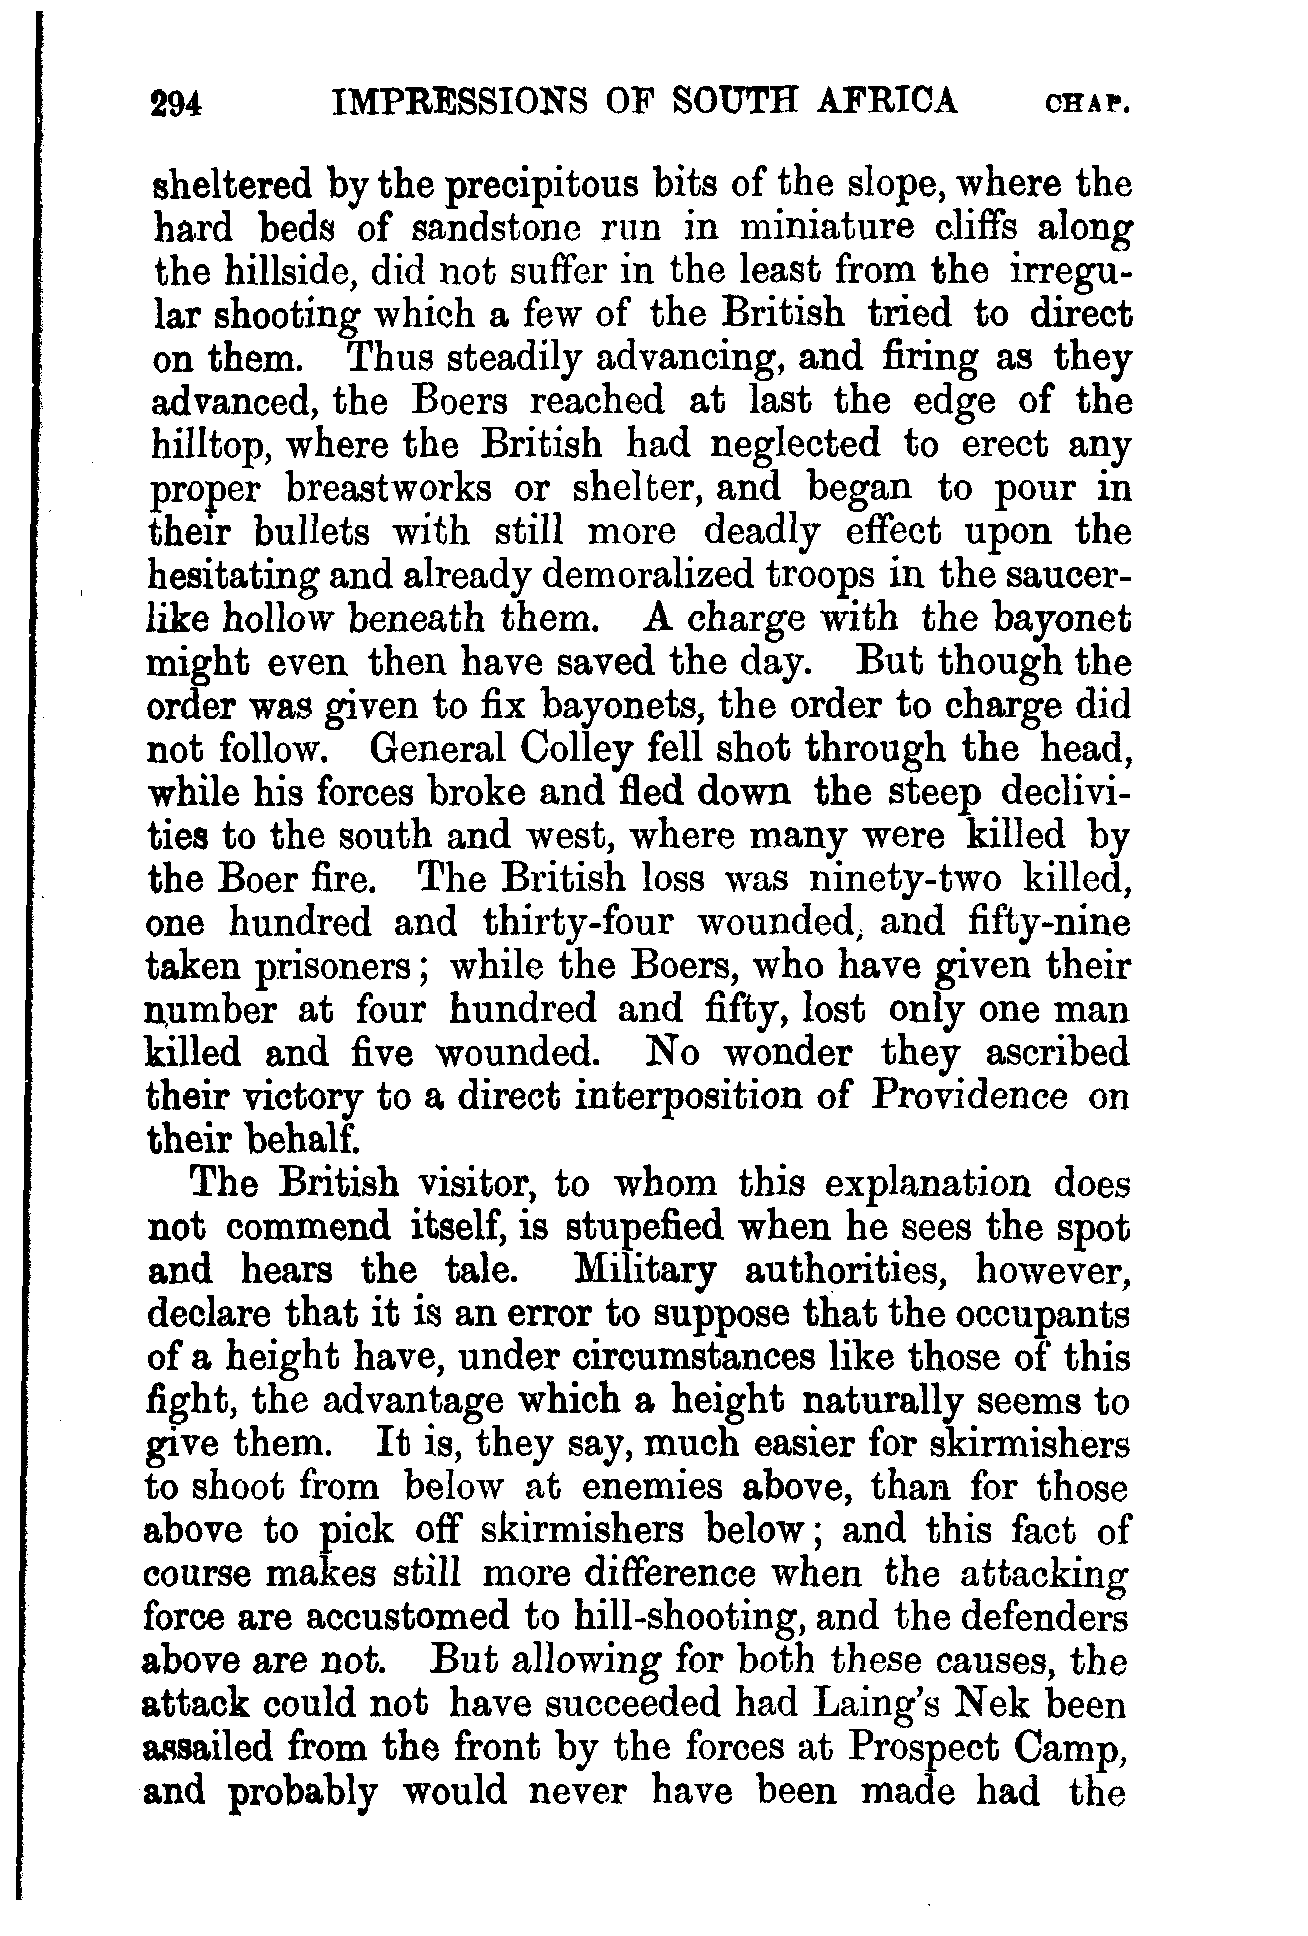 294 IMPRESSIONS OF SOUTH AFRICA CHAP.
sheltered by the precipitous bits of the slope, where the
hard beds of sandstone run in miniature cliffs along
the hillside, did not suffer in the least from the irregu-
lar shooting which a few of the British tried to direct
on them. Thus steadily advancing, and firing as they
advanced, the Boers reached at last the edge of the
hilltop, where the British had neglected to erect any
proper breastworks or shelter, and began to pour in
their bullets with still more deadly effect upon the
hesitating and already demoralized troops in the saucer-
like hollow beneath them. A charge with the bayonet
might even then have saved the day. But though the
order was given to fix bayonets, the order to charge did
not follow. General Colley fell shot through the head,
while his forces broke and fled down the steep declivi-
ties to the south and west, where many were killed by
the Boer fire. The British loss was ninety-two killed,
one hundred and thirty-four wounded, and fifty-nine
taken prisoners; while the Boers, who have given their
number at four hundred and fifty, lost only one man
killed and five wounded. No wonder they ascribed
their victory to a direct interposition of Providence on
their behalf.
The British visitor, to whom this explanation does
not commend itself, is stupefied when he sees the spot
and hears the tale. Military authorities, however,
declare that it is an error to suppose that the occupants
of a height have, under circumstances like those of this
fight, the advantage which a height naturally seems to
give them. It is, they say, much easier for skirmishers
to shoot from below at enemies above, than for those
above to pick off skirmishers below; and this fact of
course makes still more difference when the attacking
force are accustomed to hill-shooting, and the defenders
above are not. But allowing for both these causes, the
attack could not have succeeded had Laing's Nek been
assailed from the front by the forces at Prospect Camp,
and probably would never have been made had the